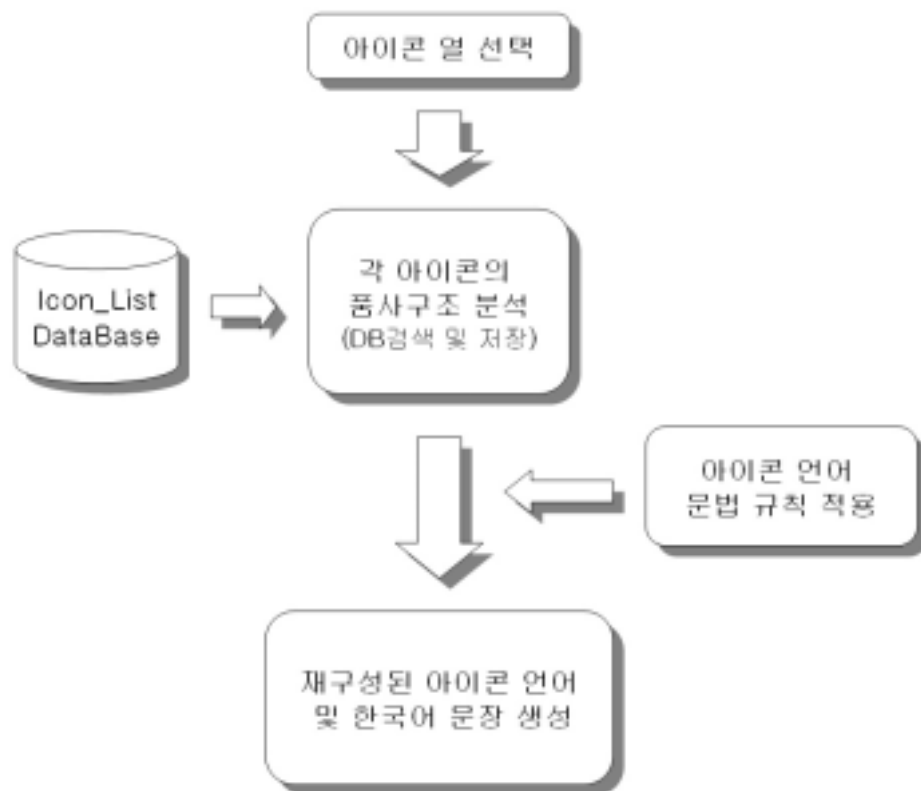 아이콘 열 선택
각 아이콘의
품사구조 분석
(DB검색 및 저장)
Icon_List
DataBase
아이콘 언어
문법 규칙 적용
재구성된 아이콘 언어
및 한국어 문장 생성